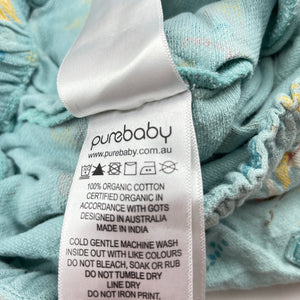 purebaby
www.purebaby.com.au
100% ORGANIC COTTON
CERTIFIED ORGANIC IN
ACCORDANCE WITH GOTS
DESIGNED IN AUSTRALIA
MADE IN INDIA
COLD GENTLE MACHINE WASH
INSIDE OUT WITH LIKE COLOURS
DO NOT BLEACH, SOAK OR RUB
DO NOT TUMBLE DRY
LINE DRY
DO NOT IRON PRINT,